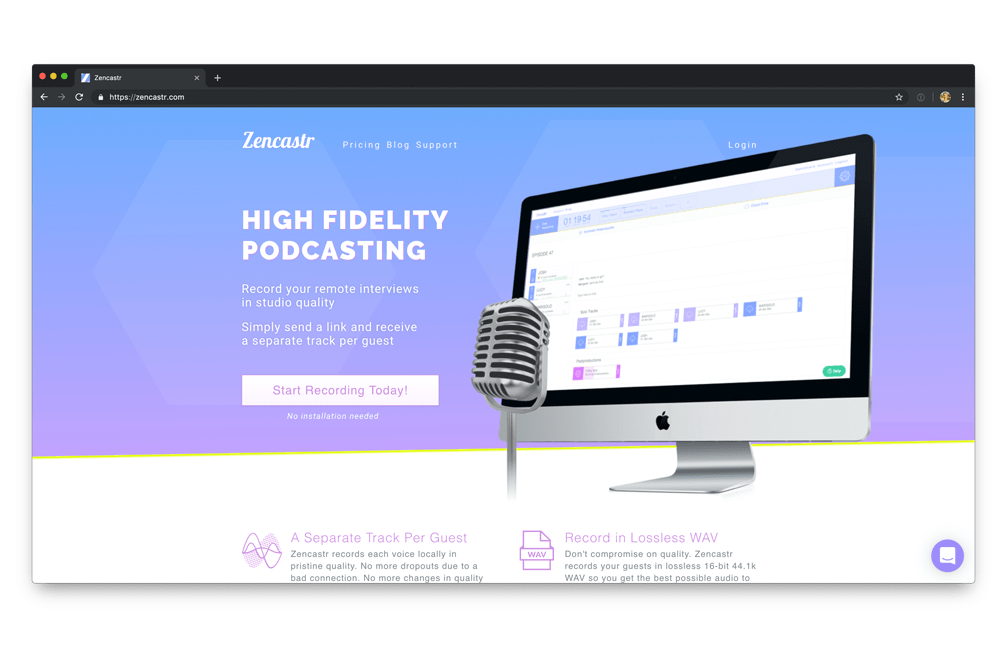 Zencastr
https://zencastr.com
Zencastr
Pricing Blog Support
Login
HIGH FIDELITY
PODCASTING
Record your remote interviews
in studio quality
Simply send a link and receive
a separate track per guest
Start Recording Today!
No installation needed
01:19:54
EPISODE 47
A Separate Track Per Guest
Zencastr records each voice locally in
pristine quality. No more dropouts due to a
bad connection. No more changes in quality
WAV
Record in Lossless WAV
Don't compromise on quality. Zencastr
records your guests in lossless 16-bit 44.1k
WAV so you get the best possible audio to